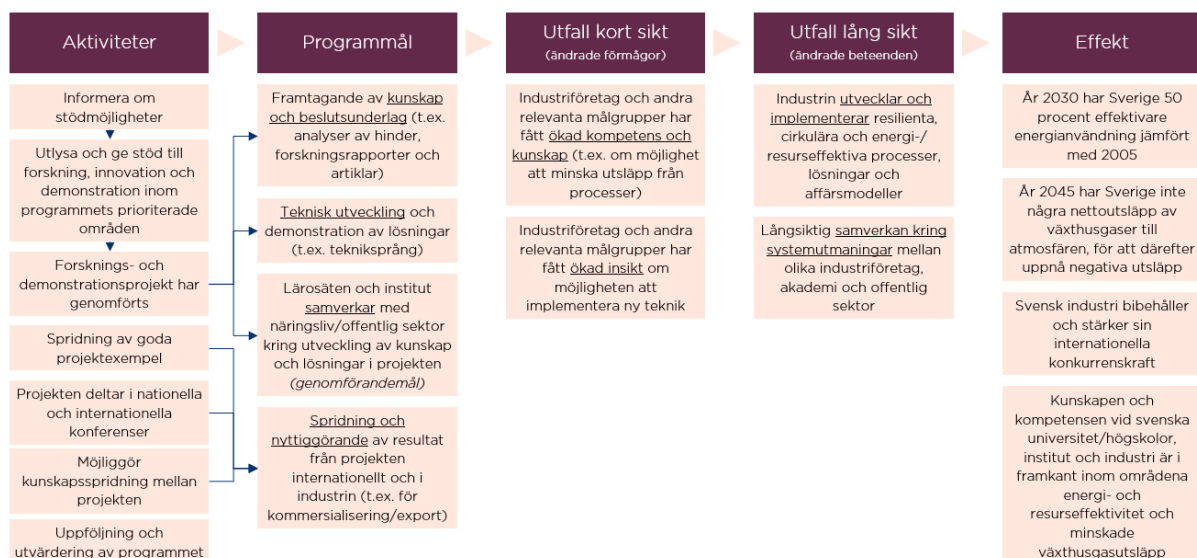 Aktiviteter
Informera om
stödmöjligheter
Utlysa och ge stöd till
forskning, innovation och
demonstration inom
programmets prioriterade
områden
Forsknings- och
demonstrationsprojekt har
genomförts
Spridning av goda
projektexempel
Projekten deltar i nationella
och internationella
konferenser
Möjliggör
kunskapsspridning mellan
projekten
Uppföljning och
utvärdering av programmet
Programmål
Framtagande av kunskap
och beslutsunderlag (t.ex.
analyser av hinder,
forskningsrapporter och
artiklar)
Teknisk utveckling och
demonstration av lösningar
(t.ex. tekniksprång)
Lärosäten och institut
samverkar med
näringsliv/offentlig sektor
kring utveckling av kunskap
och lösningar i projekten
(genomförandemål)
Spridning och
nyttiggörande av resultat
från projekten
internationellt och i
industrin (t.ex. för
kommersialisering/export)
Utfall kort sikt
(ändrade förmågor)
Industriföretag och andra
relevanta målgrupper har
fått ökad kompetens och
kunskap (t.ex. om möjlighet
att minska utsläpp från
processer)
Industriföretag och andra
relevanta målgrupper har
fått ökad insikt om
möjligheten att
implementera ny teknik
Utfall lång sikt
(ändrade beteenden)
Industrin utvecklar och
implementerar resilienta,
cirkulära och energi-/
resurseffektiva processer,
lösningar och
affärsmodeller
Långsiktig samverkan kring
systemutmaningar mellan
olika industriföretag,
akademi och offentlig
sektor
Effekt
År 2030 har Sverige 50
procent effektivare
energianvändning jämfört
med 2005
År 2045 har Sverige inte
några nettoutsläpp av
växthusgaser till
atmosfären, för att därefter
uppnå negativa utsläpp
Svensk industri bibehåller
och stärker sin
internationella
konkurrenskraft
Kunskapen och
kompetensen vid svenska
universitet/högskolor,
institut och industri är i
framkant inom områdena
energi- och
resurseffektivitet och
minskade
växthusgasutsläpp